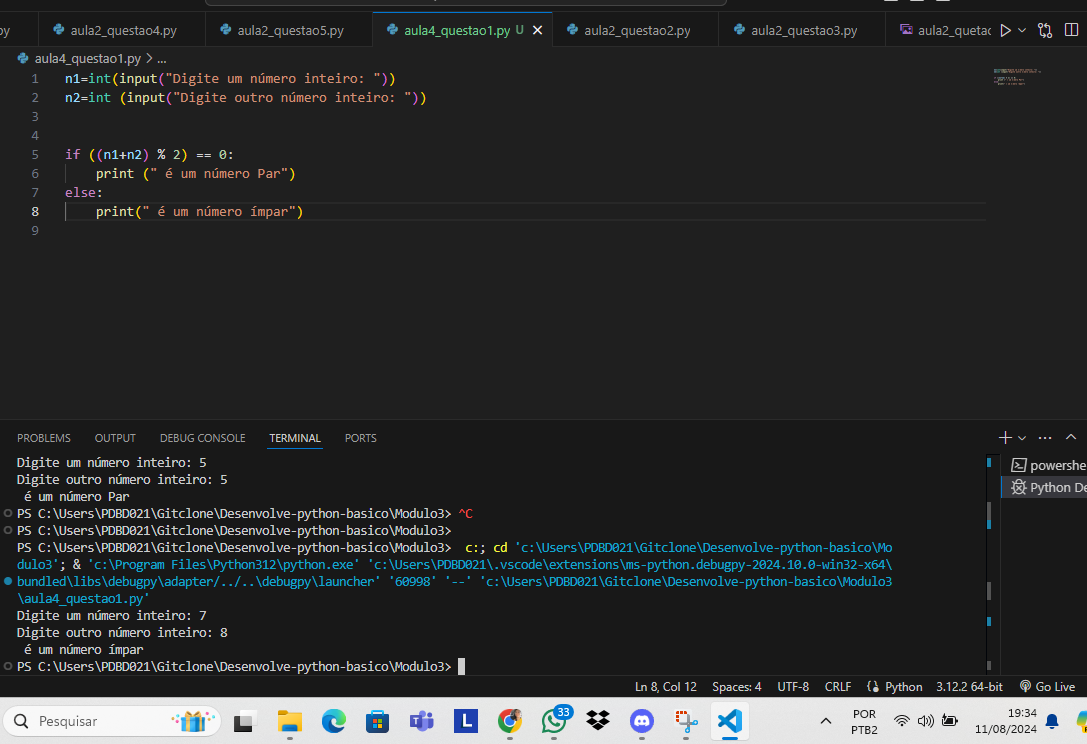 py
aula2_questao4.py
aula2_questao5.py
aula4_questao1.py U
aula2_questao2.py
aula2_questao3.py
aula2_quetac
aula4_questao1.py > ...
1 n1=int(input("Digite um número inteiro: "))
2 n2=int (input("Digite outro número inteiro: "))
3
4
5 if ((n1+n2) % 2) == 0:
6 print (" é um número Par")
7 else:
8 print(" é um número ímpar")
9
PROBLEMS OUTPUT DEBUG CONSOLE TERMINAL PORTS
Digite um número inteiro: 5
Digite outro número inteiro: 5
é um número Par
PS C:\Users\PDBD021\Gitclone\Desenvolve-python-basico\Modulo3> ^C
PS C:\Users\PDBD021\Gitclone\Desenvolve-python-basico\Modulo3>
PS C:\Users\PDBD021\Gitclone\Desenvolve-python-basico\Modulo3> c:; cd 'c:\Users\PDBD021\Gitclone\Desenvolve-python-basico\Mo
dulo3'; & 'c:\Program Files\Python312\python.exe' 'c:\Users\PDBD021\.vscode\extensions\ms-python.debugpy-2024.10.0-win32-x64\
bundled\libs\debugpy\adapter/../..\debugpy\launcher' '60998' '--' 'c:\Users\PDBD021\Gitclone\Desenvolve-python-basico\Modulo3
\aula4_questao1.py'
Digite um número inteiro: 7
Digite outro número inteiro: 8
é um número ímpar
PS C:\Users\PDBD021\Gitclone\Desenvolve-python-basico\Modulo3>
powershe
Python De
Ln 8, Col 12 Spaces: 4 UTF-8 CRLF Python 3.12.2 64-bit Go Live
Pesquisar
L
33
POR
PTB2
19:34
11/08/2024